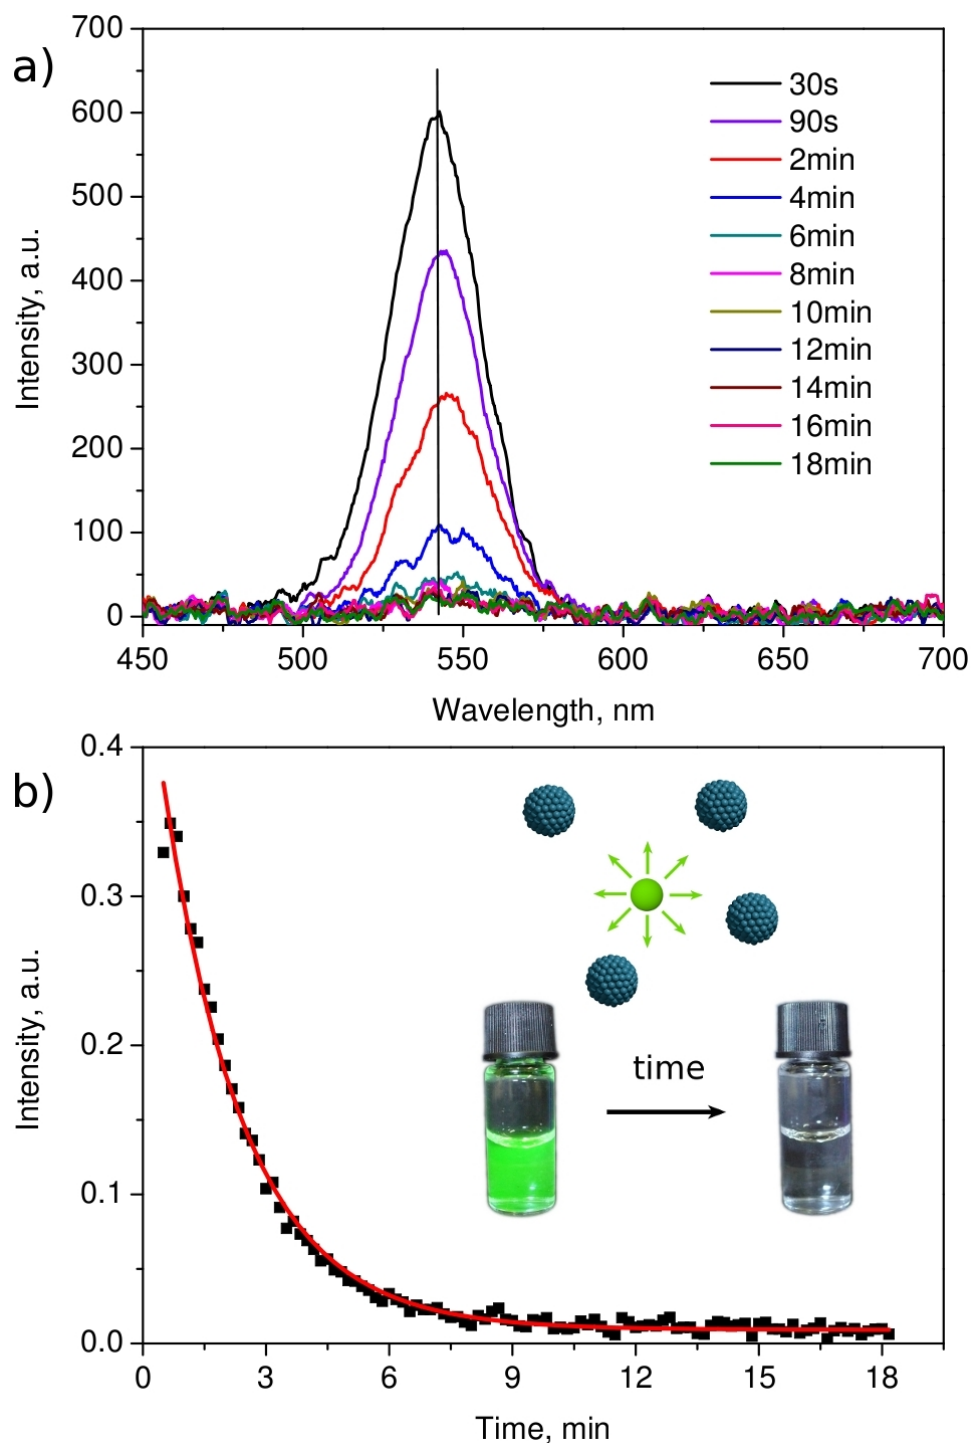 a)
700
600
500
400
300
200
100
0
Intensity, a.u.
30s
90s
2min
4min
6min
8min
10min
12min
14min
16min
18min
450 500 550 600 650 700
Wavelength, nm
b)
0.4
0.3
0.2
0.1
0.0
Intensity, a.u.
time
0 3 6 9 12 15 18
Time, min